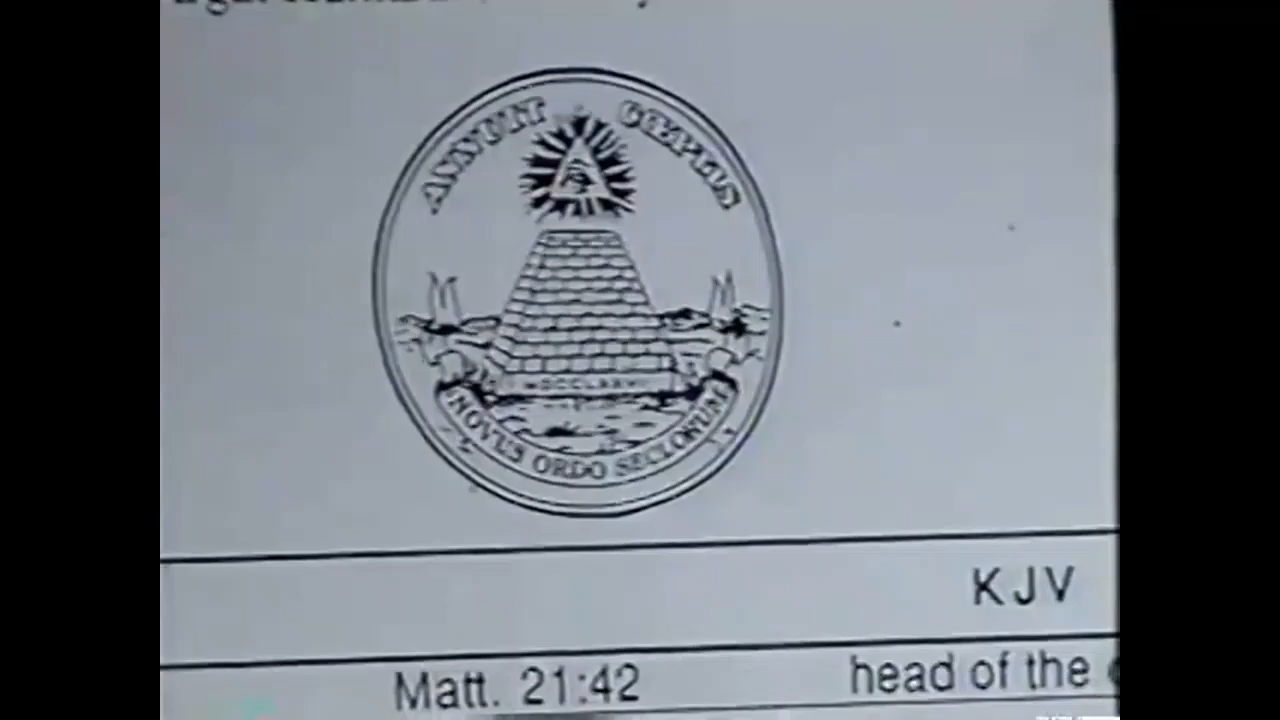 ANNUIT COEPTIS
MDCCLXXVI
NOVUS ORDO SECLORUM
KJV
Matt. 21:42 head of the